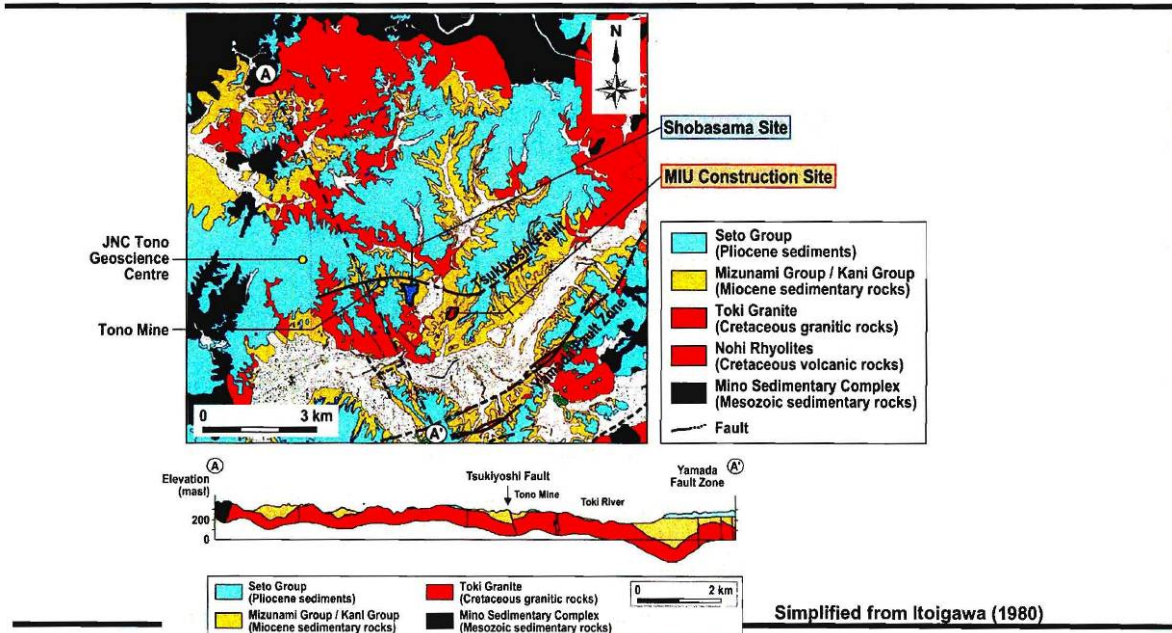 A
N
Shobasama Site
MIU Construction Site
JNC Tono
Geoscience
Centre
Tono Mine
Tsukiyoshi Fault
Fault Zone
0 3 km
A'
Seto Group
(Pliocene sediments)
Mizunami Group / Kani Group
(Miocene sedimentary rocks)
Toki Granite
(Cretaceous granitic rocks)
Nohi Rhyolites
(Cretaceous volcanic rocks)
Mino Sedimentary Complex
(Mesozoic sedimentary rocks)
Fault
A
Elevation
(masl)
200
0
Tsukiyoshi Fault
Tono Mine
Toki River
Yamada
Fault Zone
A'
Seto Group
(Pliocene sediments)
Mizunami Group / Kani Group
(Miocene sedimentary rocks)
Toki Granite
(Cretaceous granitic rocks)
Mino Sedimentary Complex
(Mesozoic sedimentary rocks)
0 2 km
Simplified from Itoigawa (1980)